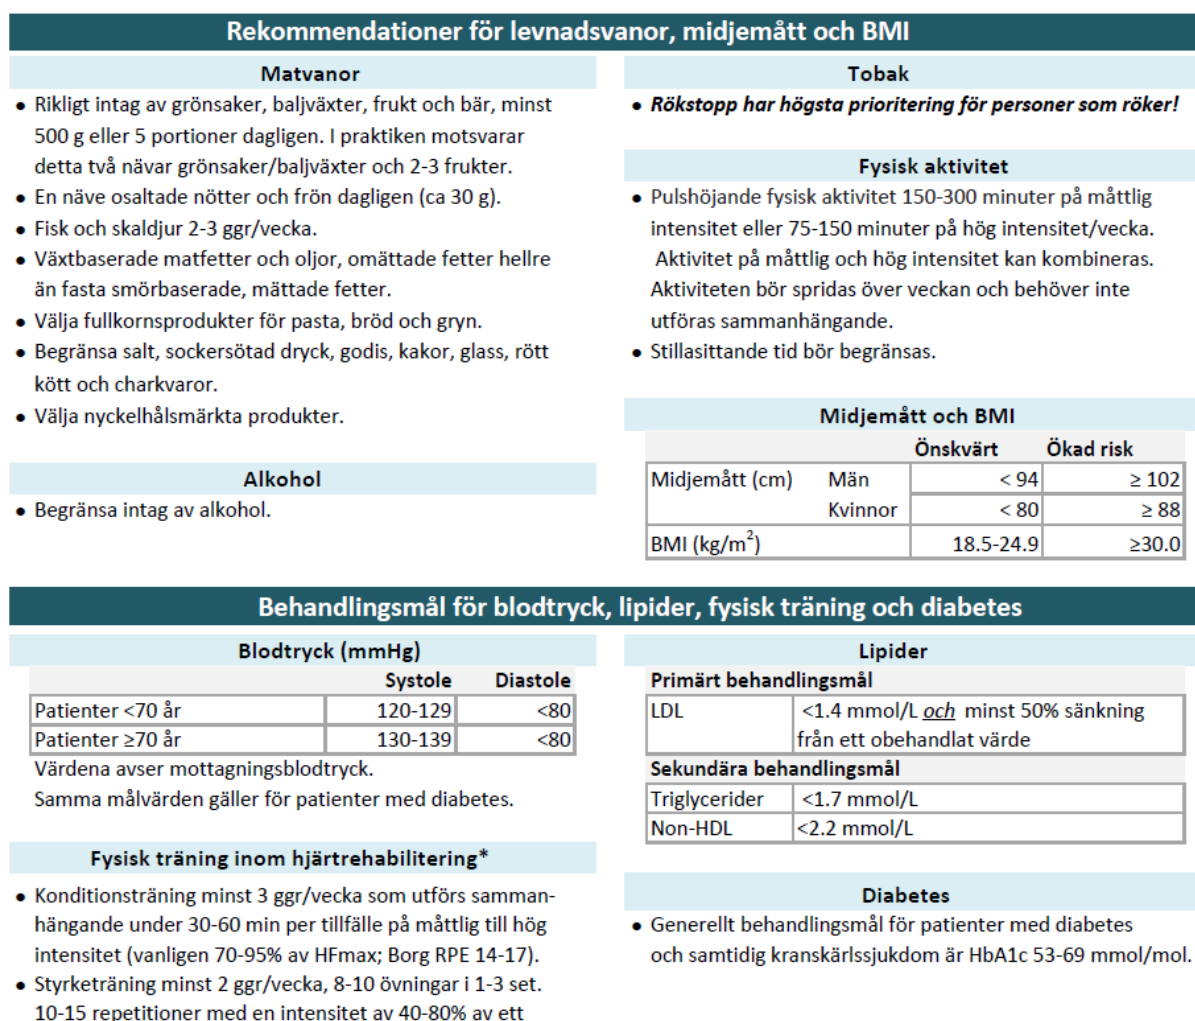 Rekommendationer för levnadsvanor, midjemått och BMI
Matvanor
• Rikligt intag av grönsaker, baljväxter, frukt och bär, minst
500 g eller 5 portioner dagligen. I praktiken motsvarar
detta två nävar grönsaker/baljväxter och 2-3 frukter.
• En näve osaltade nötter och frön dagligen (ca 30 g).
• Fisk och skaldjur 2-3 ggr/vecka.
• Växtbaserade matfetter och oljor, omättade fetter hellre
än fasta smörbaserade, mättade fetter.
• Välja fullkornsprodukter för pasta, bröd och gryn.
• Begränsa salt, sockersötad dryck, godis, kakor, glass, rött
kött och charkvaror.
• Välja nyckelhålsmärkta produkter.
Alkohol
• Begränsa intag av alkohol.
Tobak
• Rökstopp har högsta prioritering för personer som röker!
Fysisk aktivitet
• Pulshöjande fysisk aktivitet 150-300 minuter på måttlig
intensitet eller 75-150 minuter på hög intensitet/vecka.
Aktivitet på måttlig och hög intensitet kan kombineras.
Aktiviteten bör spridas över veckan och behöver inte
utföras sammanhängande.
• Stillasittande tid bör begränsas.
Midjemått och BMI
Önskvärt Ökad risk
Midjemått (cm) Män < 94 ≥ 102
Kvinnor < 80 ≥ 88
BMI (kg/m²) 18.5-24.9 ≥30.0
Behandlingsmål för blodtryck, lipider, fysisk träning och diabetes
Blodtryck (mmHg)
Systole Diastole
Patienter <70 år 120-129 <80
Patienter ≥70 år 130-139 <80
Värdena avser mottagningsblodtryck.
Samma målvärden gäller för patienter med diabetes.
Fysisk träning inom hjärtrehabilitering*
• Konditionsträning minst 3 ggr/vecka som utförs samman-
hängande under 30-60 min per tillfälle på måttlig till hög
intensitet (vanligen 70-95% av HFmax; Borg RPE 14-17).
• Styrketräning minst 2 ggr/vecka, 8-10 övningar i 1-3 set.
10-15 repetitioner med en intensitet av 40-80% av ett
Lipider
Primärt behandlingsmål
LDL <1.4 mmol/L och minst 50% sänkning
från ett obehandlat värde
Sekundära behandlingsmål
Triglycerider <1.7 mmol/L
Non-HDL <2.2 mmol/L
Diabetes
• Generellt behandlingsmål för patienter med diabetes
och samtidig kranskärlssjukdom är HbA1c 53-69 mmol/mol.